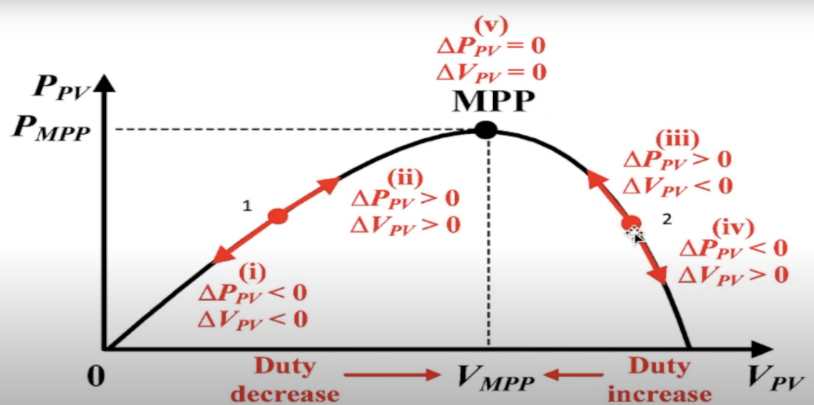 (v)
ΔP_PV = 0
ΔV_PV = 0
MPP
P_PV
P_MPP
1
(ii)
ΔP_PV > 0
ΔV_PV > 0
(iii)
ΔP_PV > 0
ΔV_PV < 0
2
(iv)
ΔP_PV < 0
ΔV_PV > 0
(i)
ΔP_PV < 0
ΔV_PV < 0
0
Duty
decrease
V_MPP
Duty
increase
V_PV